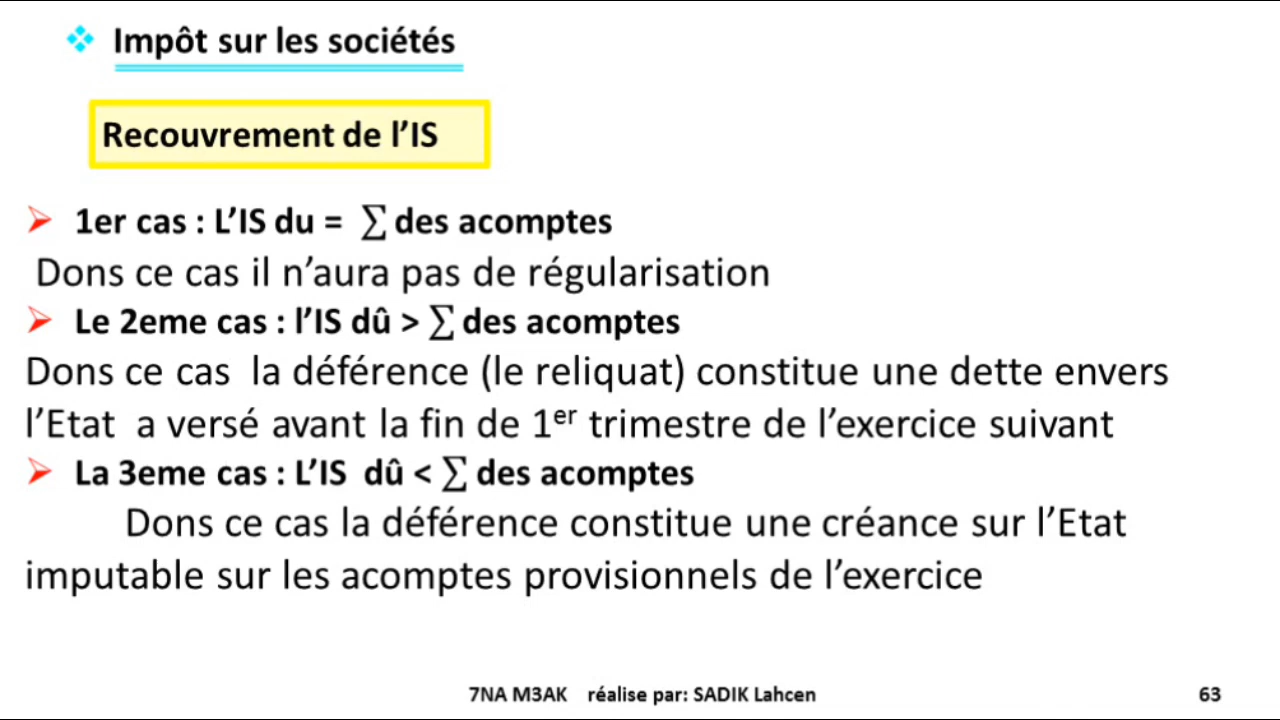 Impôt sur les sociétés
Recouvrement de l’IS
1er cas : L’IS du = ∑ des acomptes
Dons ce cas il n’aura pas de régularisation
Le 2eme cas : l’IS dû > ∑ des acomptes
Dons ce cas la déférence (le reliquat) constitue une dette envers
l’Etat a versé avant la fin de 1er trimestre de l’exercice suivant
La 3eme cas : L’IS dû < ∑ des acomptes
Dons ce cas la déférence constitue une créance sur l’Etat
imputable sur les acomptes provisionnels de l’exercice
7NA M3AK réalise par: SADIK Lahcen 63